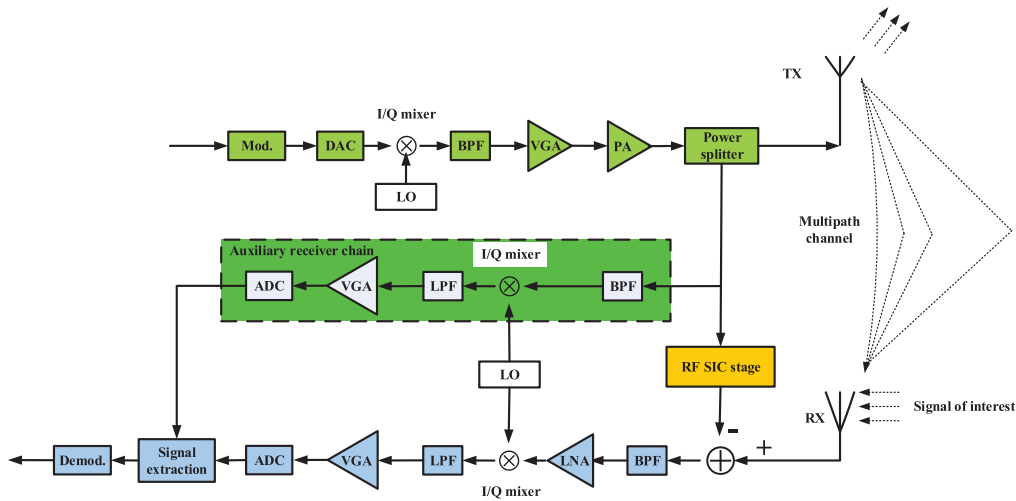 TX
I/Q mixer
Mod.
DAC
BPF
VGA
PA
Power
splitter
LO
Multipath
channel
Auxiliary receiver chain
I/Q mixer
ADC
VGA
LPF
BPF
LO
RF SIC stage
RX
Signal of interest
-
+
Demod.
Signal
extraction
ADC
VGA
LPF
LNA
BPF
I/Q mixer